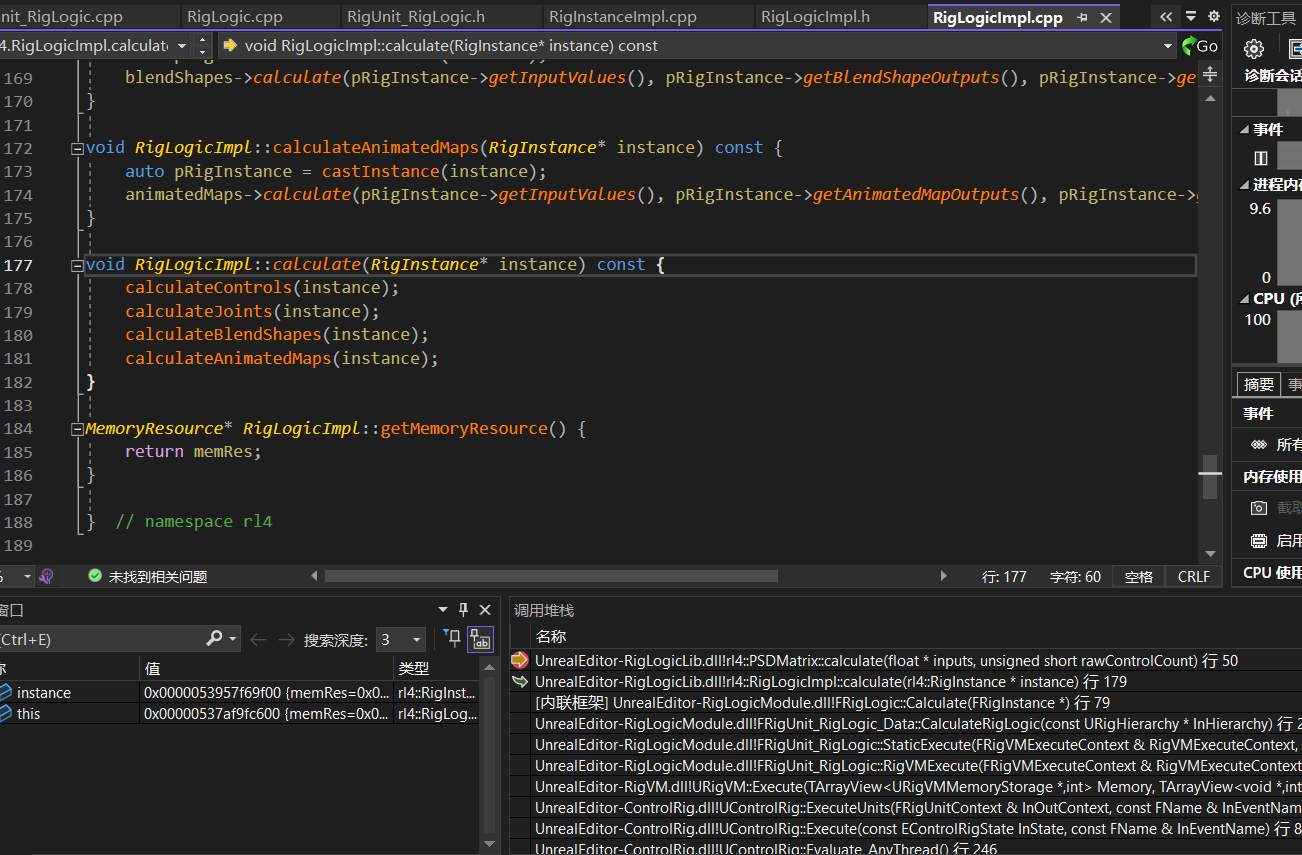 nit_RigLogic.cpp RigLogic.cpp RigUnit_RigLogic.h RigInstanceImpl.cpp RigLogicImpl.h RigLogicImpl.cpp
诊断工具
4.RigLogicImpl.calculat void RigLogicImpl::calculate(RigInstance* instance) const Go
诊断会话
169 blendShapes->calculate(pRigInstance->getInputValues(), pRigInstance->getBlendShapeOutputs(), pRigInstance->ge
170 }
171
172 void RigLogicImpl::calculateAnimatedMaps(RigInstance* instance) const {
173 auto pRigInstance = castInstance(instance);
174 animatedMaps->calculate(pRigInstance->getInputValues(), pRigInstance->getAnimatedMapOutputs(), pRigInstance->
175 }
176
177 void RigLogicImpl::calculate(RigInstance* instance) const {
178 calculateControls(instance);
179 calculateJoints(instance);
180 calculateBlendShapes(instance);
181 calculateAnimatedMaps(instance);
182 }
183
184 MemoryResource* RigLogicImpl::getMemoryResource() {
185 return memRes;
186 }
187
188 } // namespace rl4
189
事件
进程内存
9.6
0
CPU (所
100
摘要 事
事件
所有
内存使用
截取
启用
CPU 使用
未找到相关问题 行: 177 字符: 60 空格 CRLF
窗口
(Ctrl+E) 搜索深度: 3
称 值 类型
instance 0x0000053957f69f00 {memRes=0x0... rl4::RigInst...
this 0x00000537af9fc600 {memRes=0x0... rl4::RigLog...
调用堆栈
名称
UnrealEditor-RigLogicLib.dll!rl4::PSDMatrix::calculate(float * inputs, unsigned short rawControlCount) 行 50
UnrealEditor-RigLogicLib.dll!rl4::RigLogicImpl::calculate(rl4::RigInstance * instance) 行 179
[内联框架] UnrealEditor-RigLogicModule.dll!FRigLogic::Calculate(FRigInstance *) 行 79
UnrealEditor-RigLogicModule.dll!FRigUnit_RigLogic_Data::CalculateRigLogic(const URigHierarchy * InHierarchy) 行 2
UnrealEditor-RigLogicModule.dll!FRigUnit_RigLogic::StaticExecute(FRigVMExecuteContext & RigVMExecuteContext,
UnrealEditor-RigLogicModule.dll!FRigUnit_RigLogic::RigVMExecute(FRigVMExecuteContext & RigVMExecuteContext
UnrealEditor-RigVM.dll!URigVM::Execute(TArrayView<URigVMMemoryStorage *,int> Memory, TArrayView<void *,int
UnrealEditor-ControlRig.dll!UControlRig::ExecuteUnits(FRigUnitContext & InOutContext, const FName & InEventNam
UnrealEditor-ControlRig.dll!UControlRig::Execute(const EControlRigState InState, const FName & InEventName) 行 8
UnrealEditor-ControlRig.dll!UControlRig::Evaluate_AnyThread() 行 246